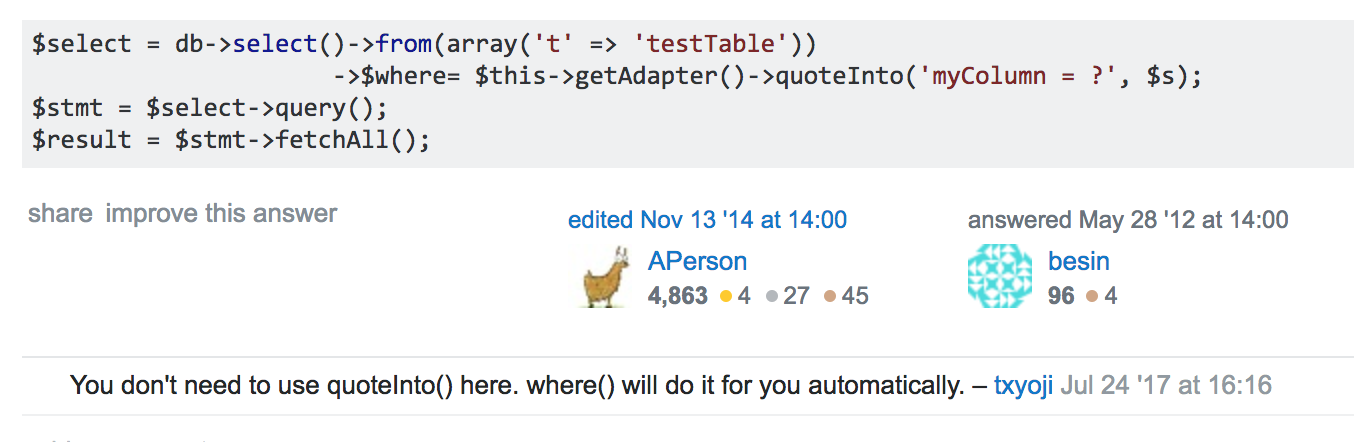 $select = db->select()->from(array('t' => 'testTable'))
->$where= $this->getAdapter()->quoteInto('myColumn = ?', $s);
$stmt = $select->query();
$result = $stmt->fetchAll();
share improve this answer
edited Nov 13 '14 at 14:00
APerson
4,863 4 27 45
answered May 28 '12 at 14:00
besin
96 4
You don't need to use quoteInto() here. where() will do it for you automatically. – txyoji Jul 24 '17 at 16:16